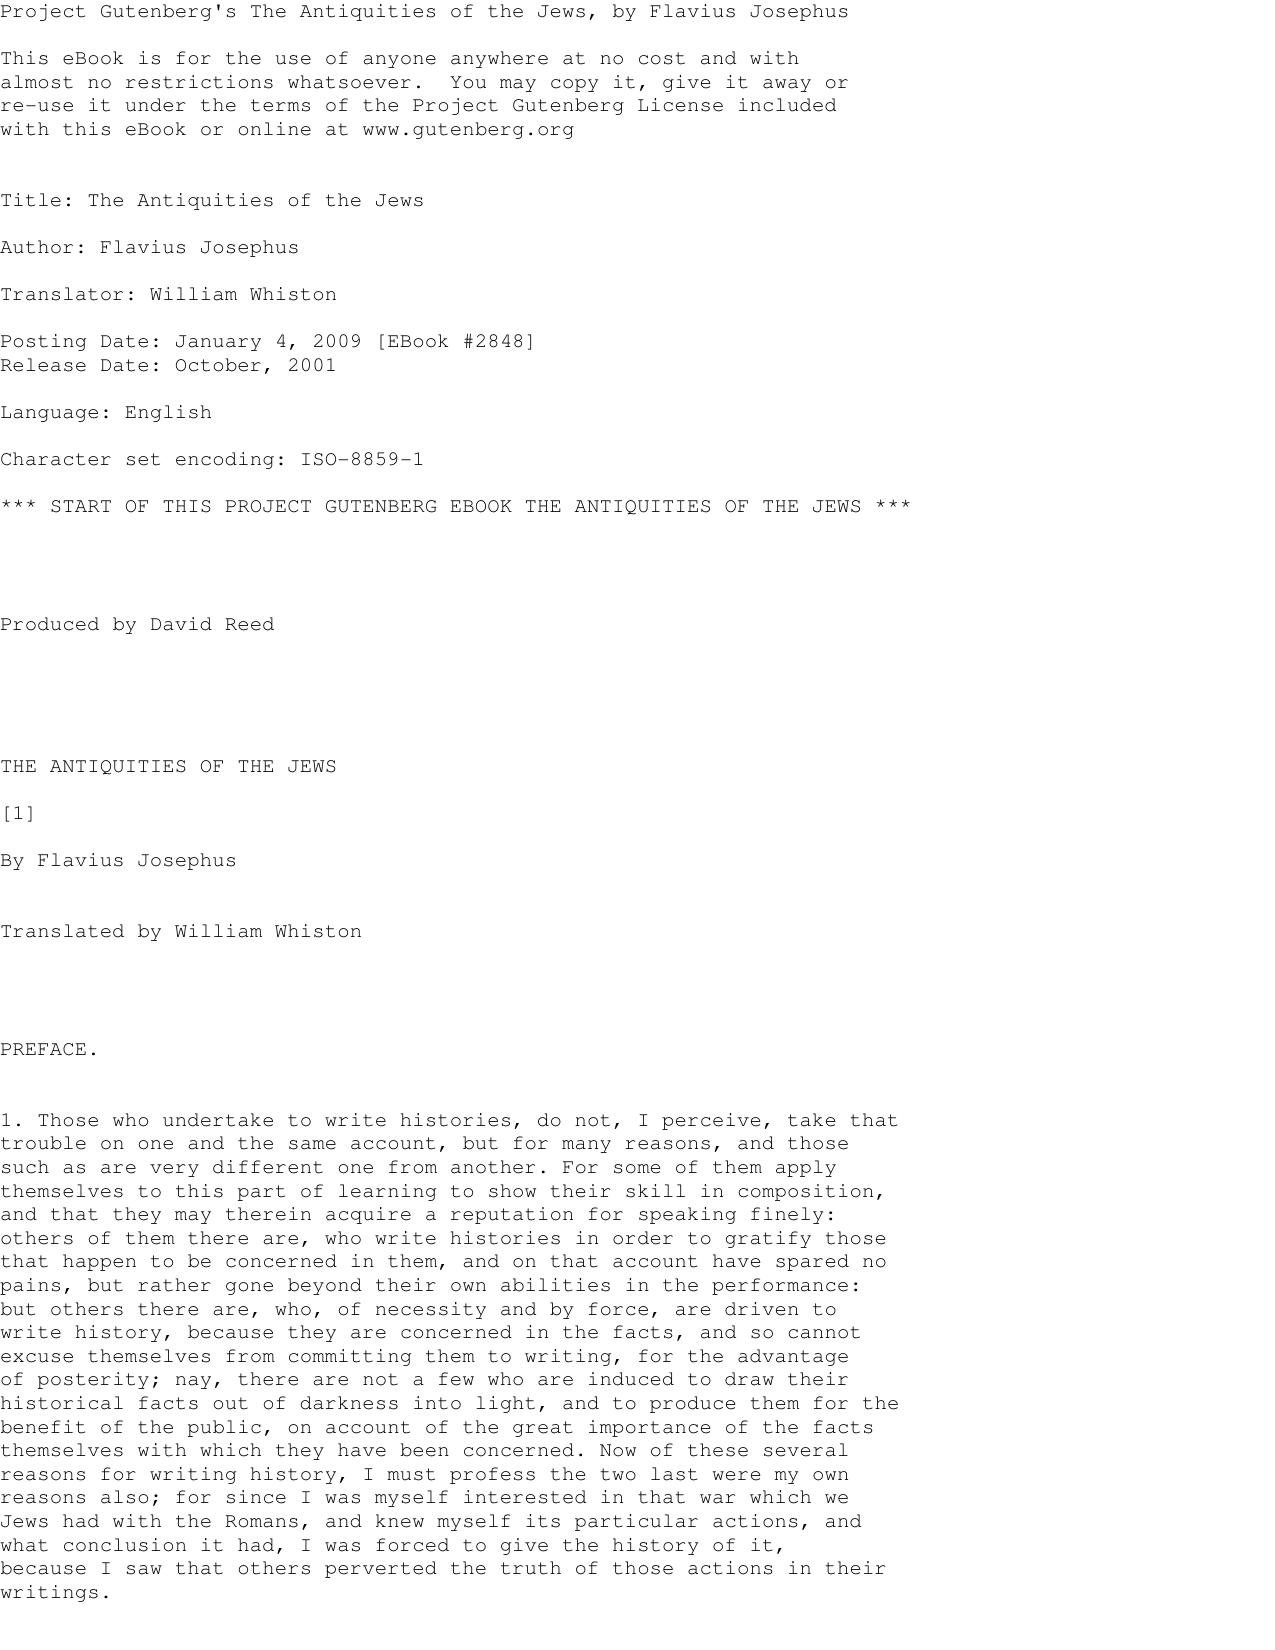 Project Gutenberg's The Antiquities of the Jews, by Flavius Josephus
This eBook is for the use of anyone anywhere at no cost and with
almost no restrictions whatsoever.  You may copy it, give it away or
re-use it under the terms of the Project Gutenberg License included
with this eBook or online at www.gutenberg.org
Title: The Antiquities of the Jews
Author: Flavius Josephus
Translator: William Whiston
Posting Date: January 4, 2009 [EBook #2848]
Release Date: October, 2001
Language: English
Character set encoding: ISO-8859-1
*** START OF THIS PROJECT GUTENBERG EBOOK THE ANTIQUITIES OF THE JEWS ***
Produced by David Reed
THE ANTIQUITIES OF THE JEWS
[1]
By Flavius Josephus
Translated by William Whiston
PREFACE.
1. Those who undertake to write histories, do not, I perceive, take that
trouble on one and the same account, but for many reasons, and those
such as are very different one from another. For some of them apply
themselves to this part of learning to show their skill in composition,
and that they may therein acquire a reputation for speaking finely:
others of them there are, who write histories in order to gratify those
that happen to be concerned in them, and on that account have spared no
pains, but rather gone beyond their own abilities in the performance:
but others there are, who, of necessity and by force, are driven to
write history, because they are concerned in the facts, and so cannot
excuse themselves from committing them to writing, for the advantage
of posterity; nay, there are not a few who are induced to draw their
historical facts out of darkness into light, and to produce them for the
benefit of the public, on account of the great importance of the facts
themselves with which they have been concerned. Now of these several
reasons for writing history, I must profess the two last were my own
reasons also; for since I was myself interested in that war which we
Jews had with the Romans, and knew myself its particular actions, and
what conclusion it had, I was forced to give the history of it,
because I saw that others perverted the truth of those actions in their
writings.